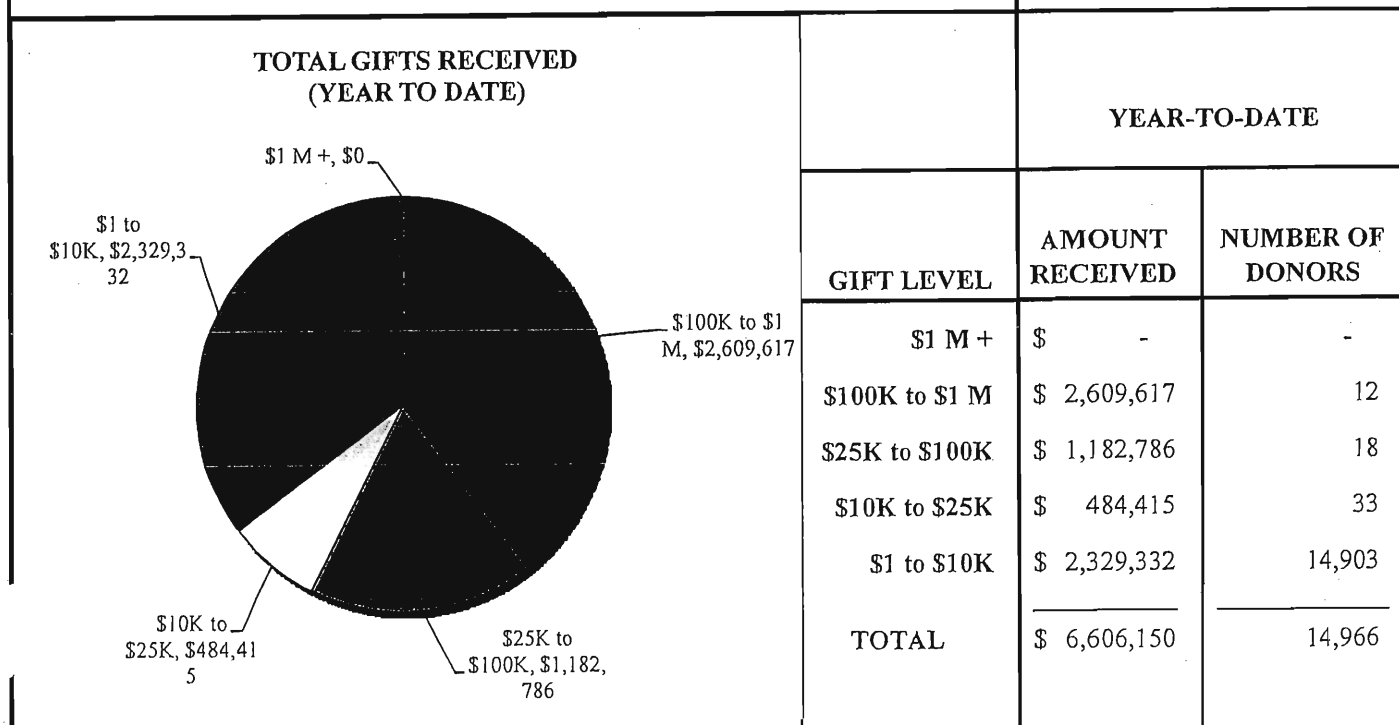 TOTAL GIFTS RECEIVED
(YEAR TO DATE)
$1 M +, $0
$1 to
$10K, $2,329,3
32
$100K to $1
M, $2,609,617
$10K to
$25K, $484,41
5
$25K to
$100K, $1,182,
786
YEAR-TO-DATE
GIFT LEVEL AMOUNT RECEIVED NUMBER OF DONORS
$1 M + $ - -
$100K to $1 M $ 2,609,617 12
$25K to $100K $ 1,182,786 18
$10K to $25K $ 484,415 33
$1 to $10K $ 2,329,332 14,903
TOTAL $ 6,606,150 14,966